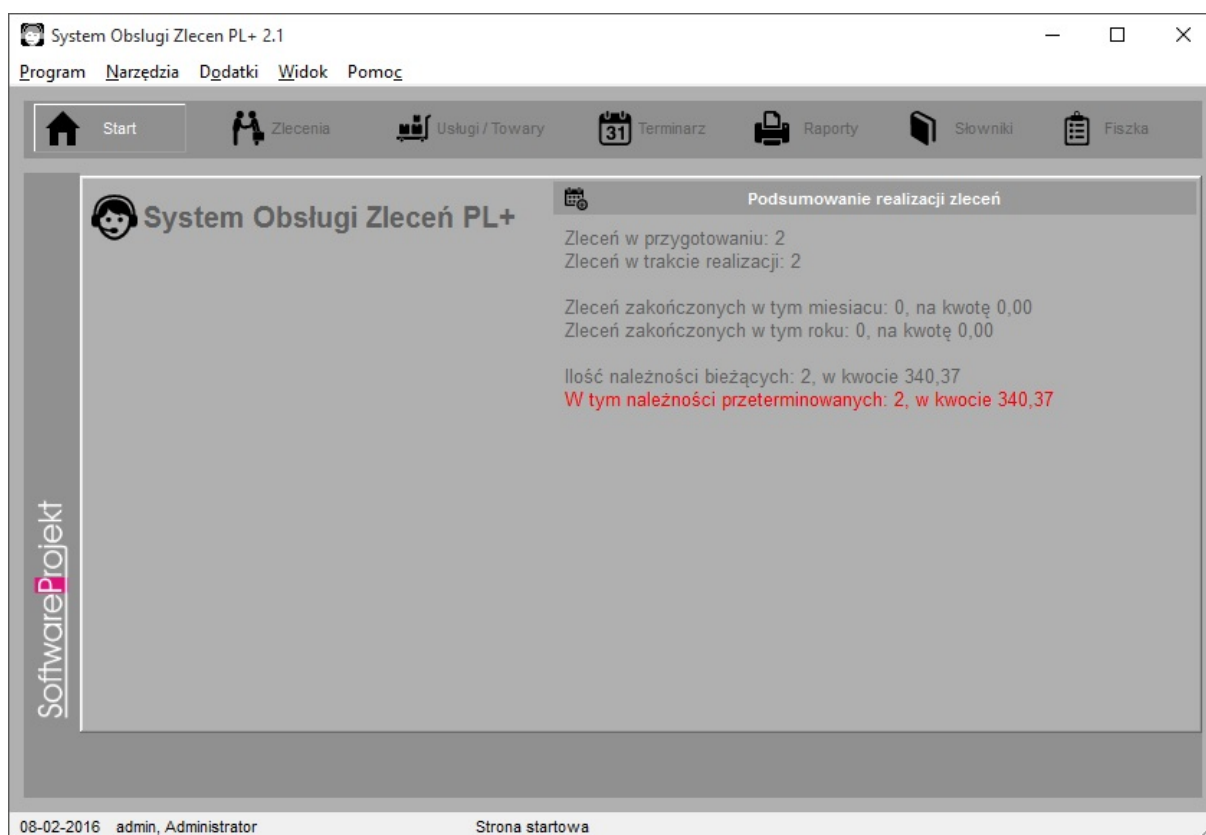 System Obslugi Zlecen PL+ 2.1
Program Narzędzia Dodatki Widok Pomoc
Start Zlecenia Usługi / Towary 31 Terminarz Raporty Słowniki Fiszka
System Obsługi Zleceń PL+
Podsumowanie realizacji zleceń
Zleceń w przygotowaniu: 2
Zleceń w trakcie realizacji: 2
Zleceń zakończonych w tym miesiacu: 0, na kwotę 0,00
Zleceń zakończonych w tym roku: 0, na kwotę 0,00
Ilość należności bieżących: 2, w kwocie 340,37
W tym należności przeterminowanych: 2, w kwocie 340,37
SoftwareProjekt
08-02-2016 admin, Administrator Strona startowa